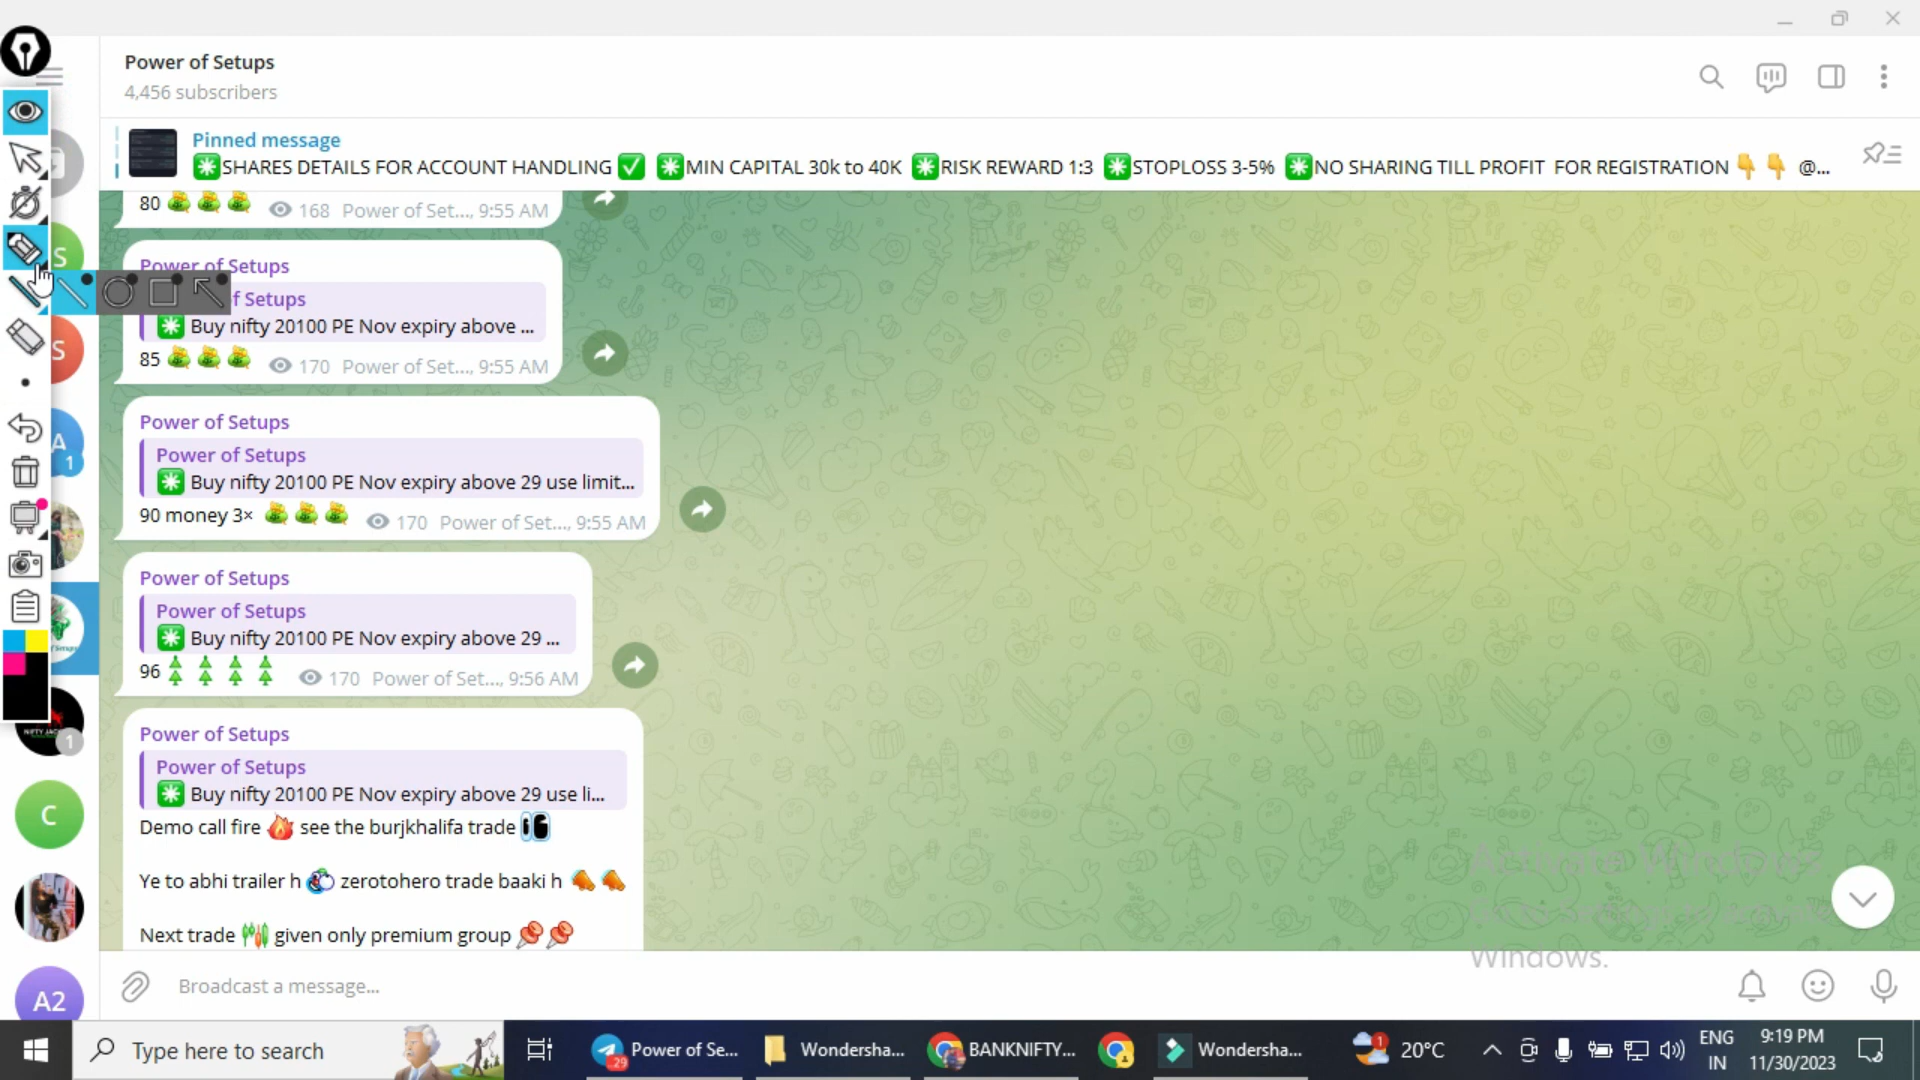 Power of Setups
4,456 subscribers
Pinned message
SHARES DETAILS FOR ACCOUNT HANDLING ✅ ✳️MIN CAPITAL 30k to 40K ✳️RISK REWARD 1:3 ✳️STOPLOSS 3-5% ✳️NO SHARING TILL PROFIT FOR REGISTRATION 👇 👇 @...
80 168 Power of Set..., 9:55 AM
Power of Setups
f Setups
Buy nifty 20100 PE Nov expiry above ...
85 170 Power of Set..., 9:55 AM
Power of Setups
Power of Setups
Buy nifty 20100 PE Nov expiry above 29 use limit...
90 money 3× 170 Power of Set..., 9:55 AM
Power of Setups
Power of Setups
Buy nifty 20100 PE Nov expiry above 29 ...
96 170 Power of Set..., 9:56 AM
Power of Setups
Power of Setups
Buy nifty 20100 PE Nov expiry above 29 use li...
Demo call fire 🔥 see the burjkhalifa trade
Ye to abhi trailer h zerotohero trade baaki h
Next trade given only premium group
S
S
A
1
NIFTY
1
C
A2
Activate Windows
Windows.
Broadcast a message...
Type here to search
29
Power of Se...
Wondersha...
BANKNIFTY...
Wondersha...
1
20°C
ENG
IN
9:19 PM
11/30/2023